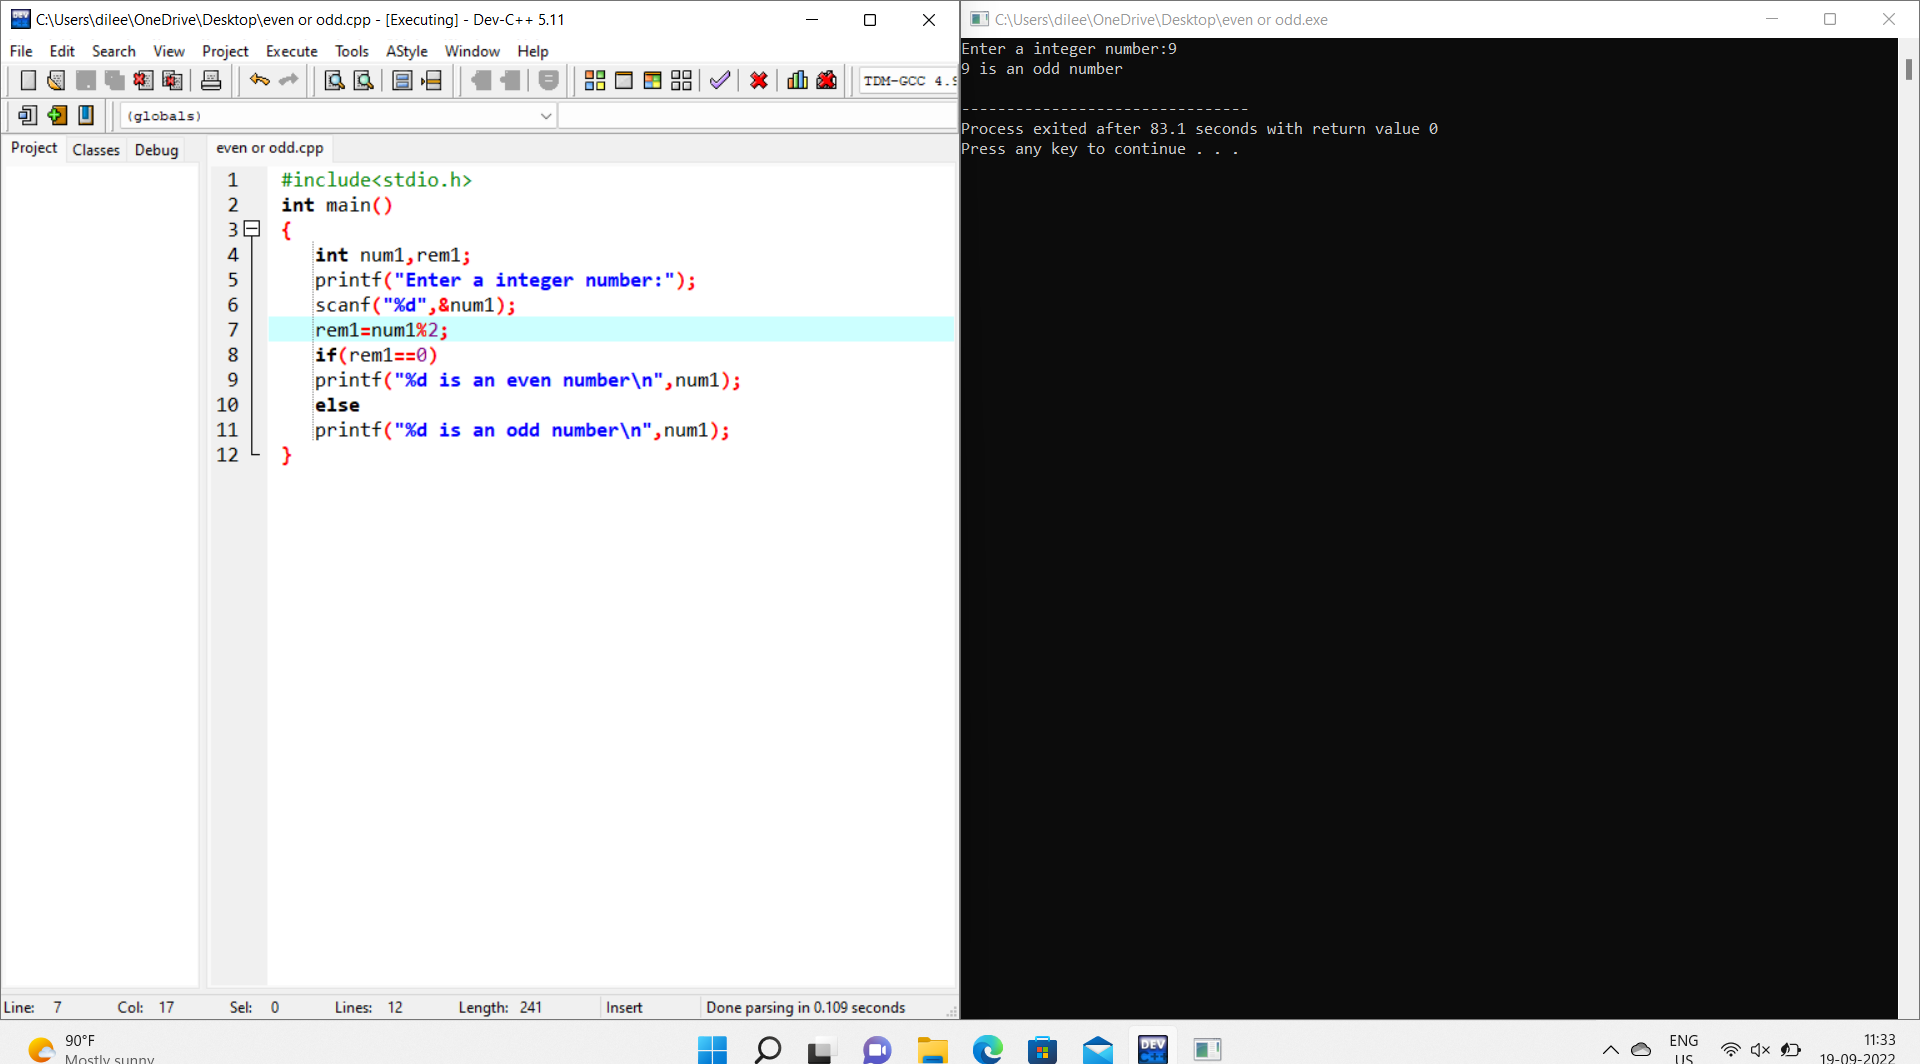 C:\Users\dilee\OneDrive\Desktop\even or odd.cpp - [Executing] - Dev-C++ 5.11
File Edit Search View Project Execute Tools AStyle Window Help
TDM-GCC 4.9
(globals)
Project Classes Debug
even or odd.cpp
1 #include<stdio.h>
2 int main()
3 {
4 int num1,rem1;
5 printf("Enter a integer number:");
6 scanf("%d",&num1);
7 rem1=num1%2;
8 if(rem1==0)
9 printf("%d is an even number\n",num1);
10 else
11 printf("%d is an odd number\n",num1);
12 }
Line: 7 Col: 17 Sel: 0 Lines: 12 Length: 241 Insert Done parsing in 0.109 seconds
C:\Users\dilee\OneDrive\Desktop\even or odd.exe
Enter a integer number:9
9 is an odd number
--------------------------------
Process exited after 83.1 seconds with return value 0
Press any key to continue . . .
90°F
Mostly sunny
DEV
ENG
US
11:33
19-09-2022